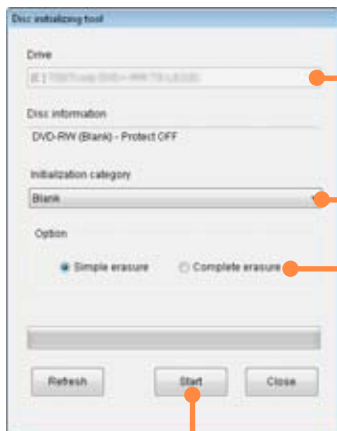 Disc initializing tool
Drive
Disc information
DVD-RW (Blank) - Protect OFF
Initialization category
Blank
Option
Simple erasure Complete erasure
Refresh Start Close